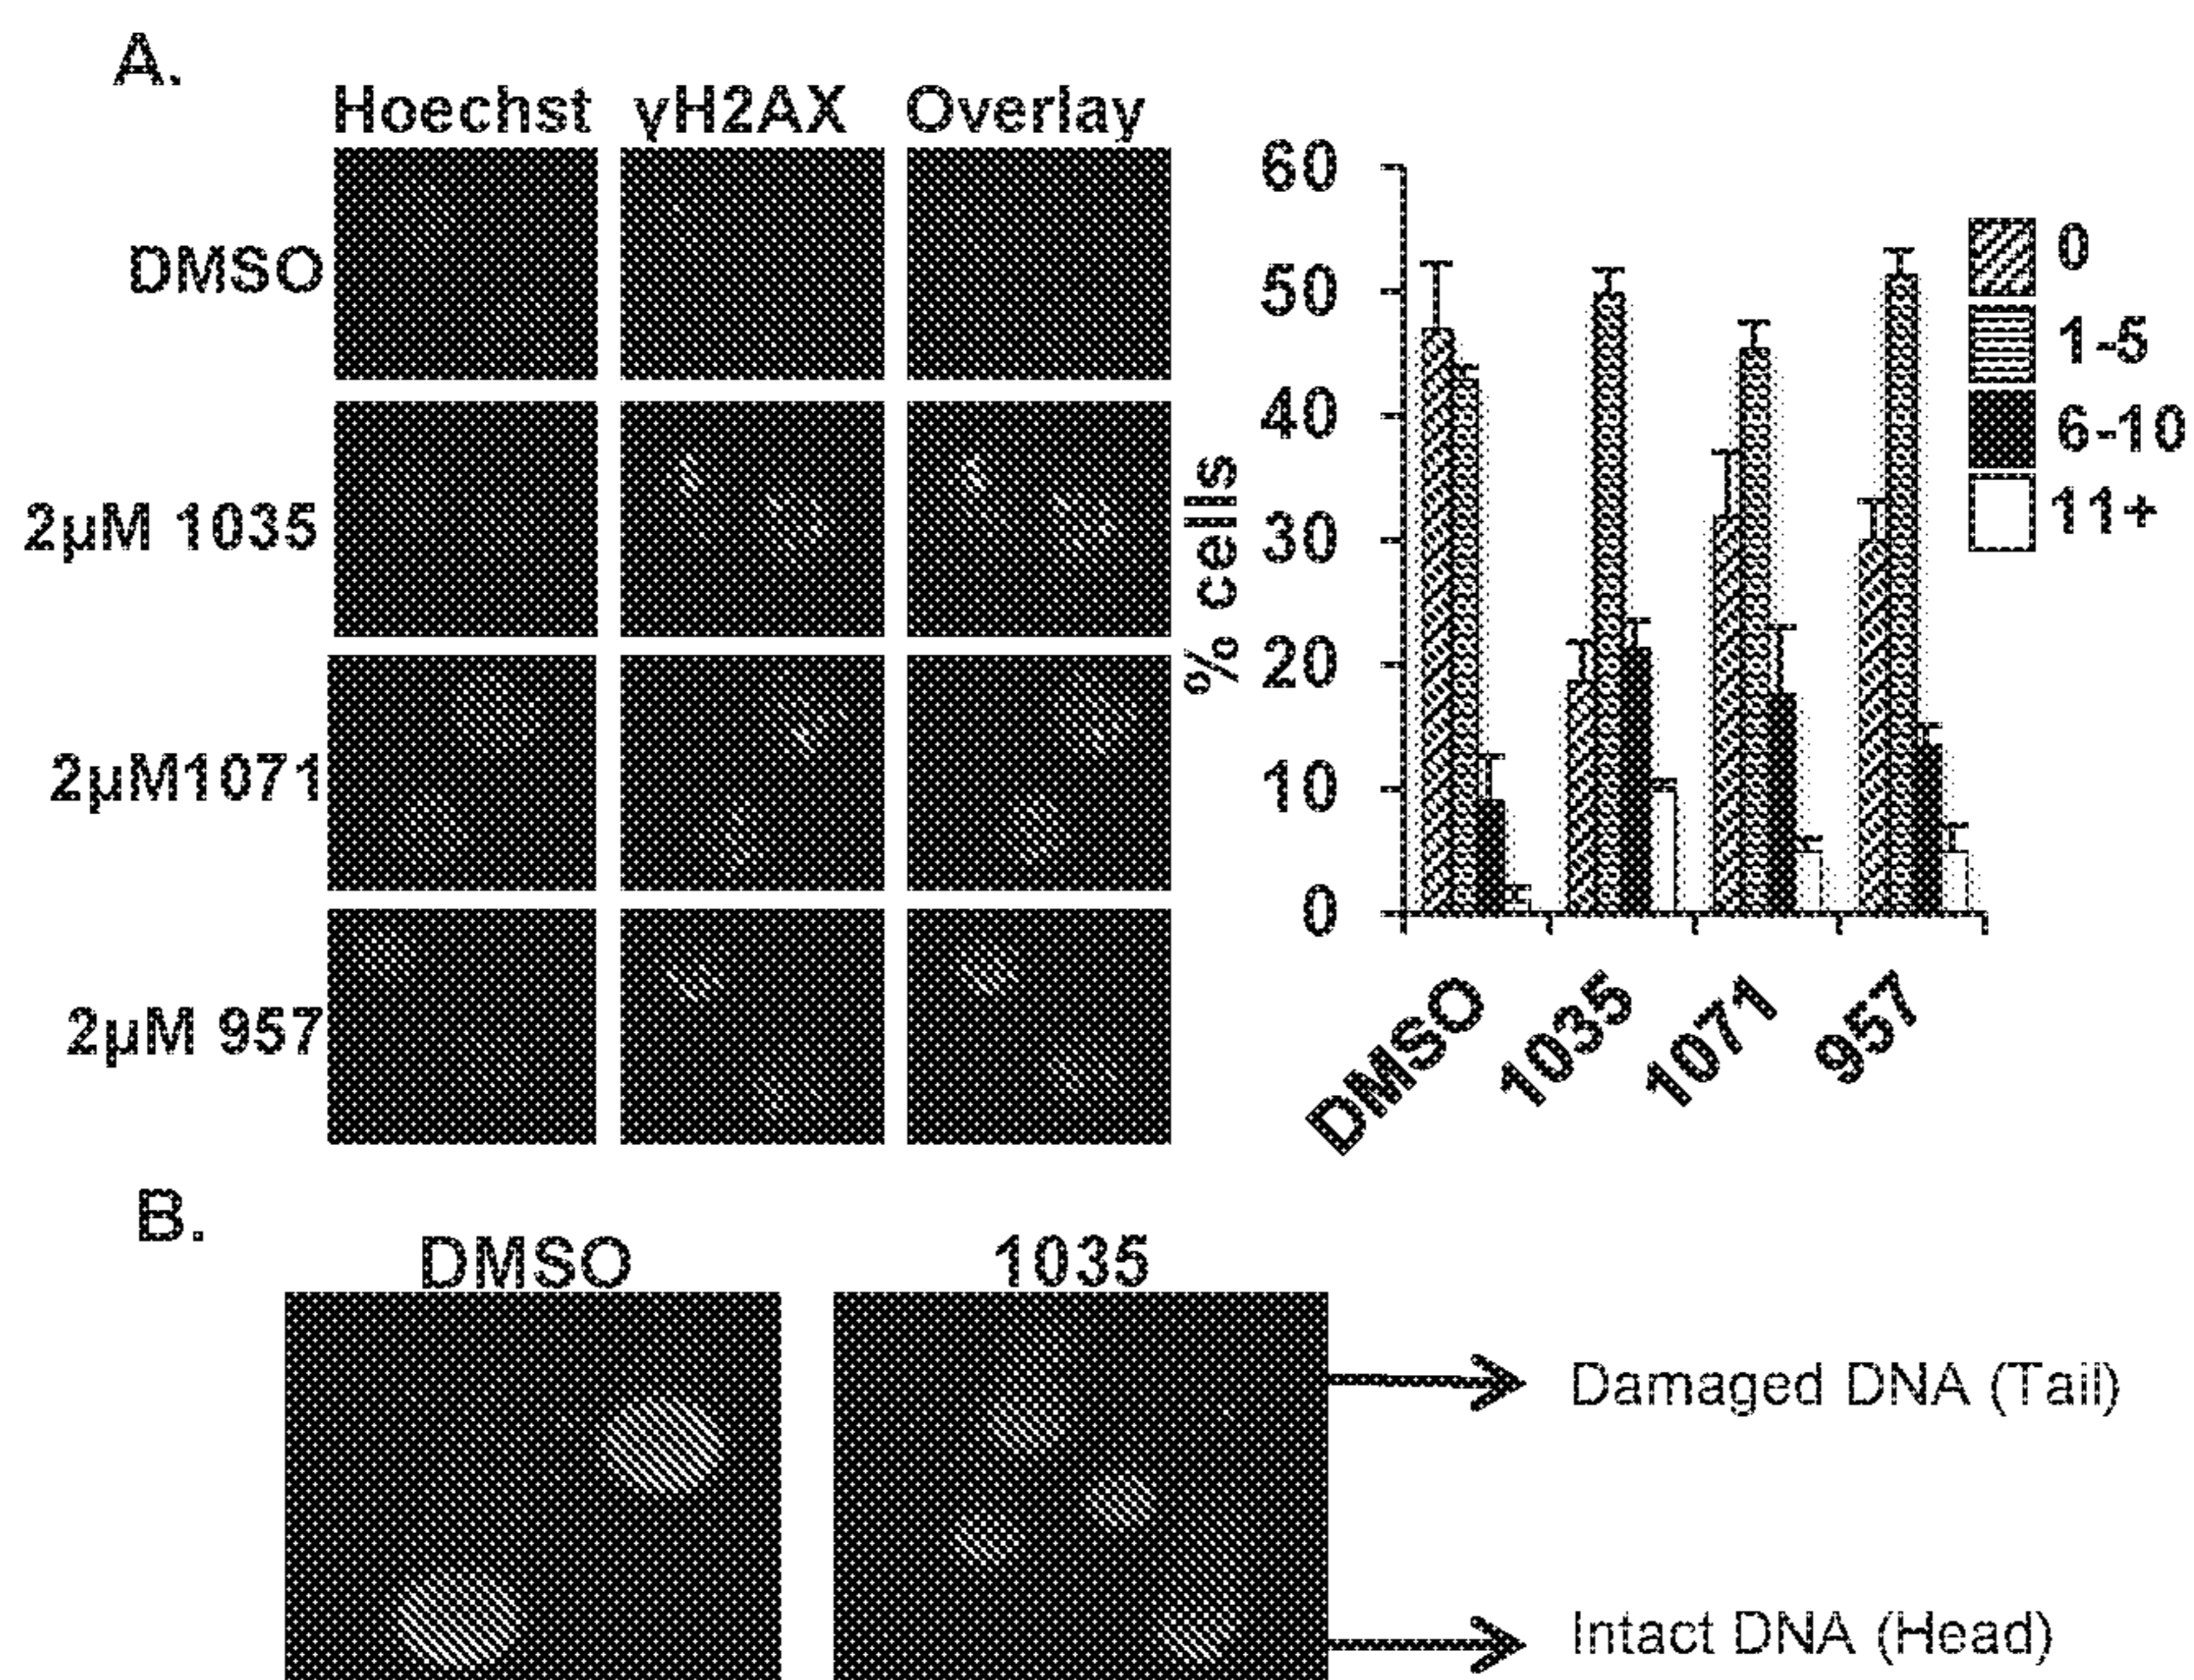 A.
Hoechst γH2AX Overlay
DMSO
2μM 1035
2μM1071
2μM 957
60
50
40
30
20
10
0
% cells
0
1-5
6-10
11+
DMSO
1035
1071
957
B.
DMSO
1035
Damaged DNA (Tail)
Intact DNA (Head)